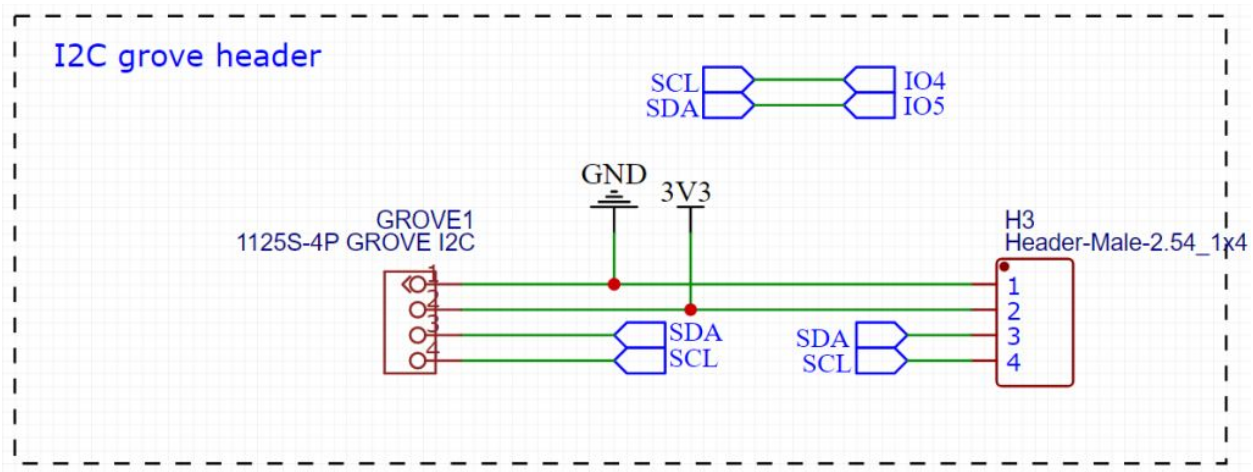 I2C grove header
SCL IO4
SDA IO5
GND
3V3
GROVE1
1125S-4P GROVE I2C
H3
Header-Male-2.54_1x4
1
2
3
4
SDA
SCL
SDA
SCL
1
2
3
4